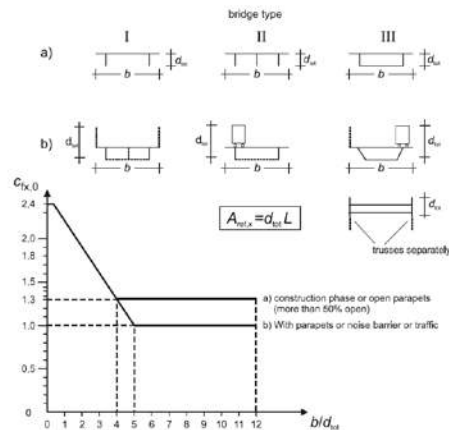 bridge type
I II III
a) d_tot d_tot d_tot
b b b
b) d_tot d_tot d_tot
b b b
c_fx,0
A_ref,x = d_tot L
d_tot
trusses separately
2,4
2,0
1,8
1,5
1.3
1.0
0.5
0
a) construction phase or open parapets
(more than 50% open)
b) With parapets or noise barrier or traffic
0 1 2 3 4 5 6 7 8 9 10 11 12
b/d_tot